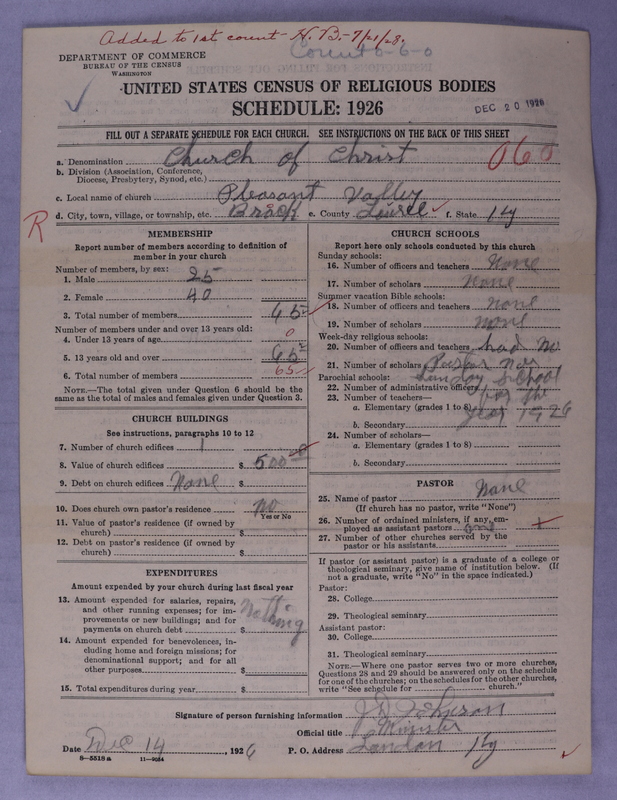 Added to 1st count - H.B. - 7/21/28.
Count 0-6-0
DEPARTMENT OF COMMERCE
BUREAU OF THE CENSUS
WASHINGTON
UNITED STATES CENSUS OF RELIGIOUS BODIES
SCHEDULE: 1926
DEC 20 1926
FILL OUT A SEPARATE SCHEDULE FOR EACH CHURCH. SEE INSTRUCTIONS ON THE BACK OF THIS SHEET
a. Denomination Church of Christ 060
b. Division (Association, Conference,
Diocese, Presbytery, Synod, etc.)
c. Local name of church Pleasant Valley
d. City, town, village, or township, etc. e. County Laurel f. State Ky
R
MEMBERSHIP
Report number of members according to definition of
member in your church
Number of members, by sex:
1. Male 25
2. Female 40
3. Total number of members 65
Number of members under and over 13 years old:
4. Under 13 years of age 0
5. 13 years old and over 65
6. Total number of members 65
NOTE.—The total given under Question 6 should be
the same as the total of males and females given under Question 3.
CHURCH BUILDINGS
See instructions, paragraphs 10 to 12
7. Number of church edifices 1
8. Value of church edifices $ 500
9. Debt on church edifices None $
10. Does church own pastor's residence No
Yes or No
11. Value of pastor's residence (if owned by
church) $
12. Debt on pastor's residence (if owned by
church) $
EXPENDITURES
Amount expended by your church during last fiscal year
13. Amount expended for salaries, repairs,
and other running expenses; for im-
provements or new buildings; and for
payments on church debt $ Nothing
14. Amount expended for benevolences, in-
cluding home and foreign missions; for
denominational support; and for all
other purposes $
15. Total expenditures during year $
CHURCH SCHOOLS
Report here only schools conducted by this church
Sunday schools:
16. Number of officers and teachers None
17. Number of scholars None
Summer vacation Bible schools:
18. Number of officers and teachers none
19. Number of scholars none
Week-day religious schools:
20. Number of officers and teachers had no
21. Number of scholars Pastor nor
Parochial schools: Sunday School
22. Number of administrative officers for the
23. Number of teachers—
a. Elementary (grades 1 to 8) year 1926
b. Secondary
24. Number of scholars—
a. Elementary (grades 1 to 8)
b. Secondary
PASTOR
25. Name of pastor None
(If church has no pastor, write "None")
26. Number of ordained ministers, if any, em-
ployed as assistant pastors
27. Number of other churches served by the
pastor or his assistants
If pastor (or assistant pastor) is a graduate of a college or
theological seminary, give name of institution below. (If
not a graduate, write "No" in the space indicated.)
Pastor:
28. College
29. Theological seminary
Assistant pastor:
30. College
31. Theological seminary
NOTE.—Where one pastor serves two or more churches,
Questions 28 and 29 should be answered only on the schedule
for one of the churches; on the schedules for the other churches,
write "See schedule for church."
Signature of person furnishing information J D Johnson
Official title Minister
Date Dec 14, 1926 P. O. Address London Ky
8—5518a 11—9054